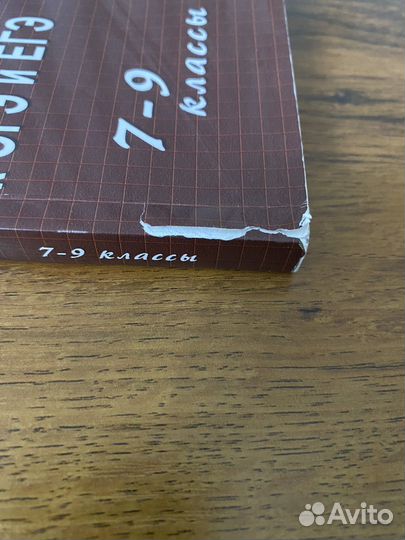 ОГЭ И ЕГЭ
7-9
классы
7-9 классы
Avito